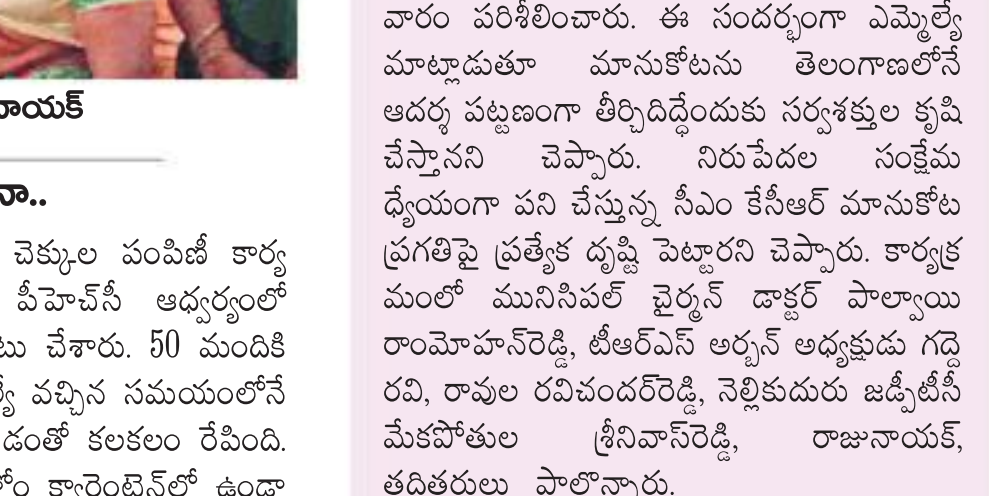 నాయక్
నా..
చెక్కుల పంపిణీ కార్య
పీహెచ్‌సీ ఆధ్వర్యంలో
టు చేశారు. 50 మందికి
ల్యే వచ్చిన సమయంలోనే
డంతో కలకలం రేపింది.
హోం క్వారెంటైన్‌లో ఉండా
వారం పరిశీలించారు. ఈ సందర్భంగా ఎమ్మెల్యే
మాట్లాడుతూ మానుకోటను తెలంగాణలోనే
ఆదర్శ పట్టణంగా తీర్చిదిద్దేందుకు సర్వశక్తుల కృషి
చేస్తానని చెప్పారు. నిరుపేదల సంక్షేమ
ధ్యేయంగా పని చేస్తున్న సీఎం కేసీఆర్ మానుకోట
ప్రగతిపై ప్రత్యేక దృష్టి పెట్టారని చెప్పారు. కార్యక్ర
మంలో మునిసిపల్ చైర్మన్ డాక్టర్ పాల్వాయి
రాంమోహన్‌రెడ్డి, టీఆర్ఎస్ అర్బన్ అధ్యక్షుడు గద్దె
రవి, రావుల రవిచందర్‌రెడ్డి, నెల్లికుదురు జడ్పీటీసీ
మేకపోతుల శ్రీనివాస్‌రెడ్డి, రాజునాయక్,
తదితరులు పాల్గొన్నారు.